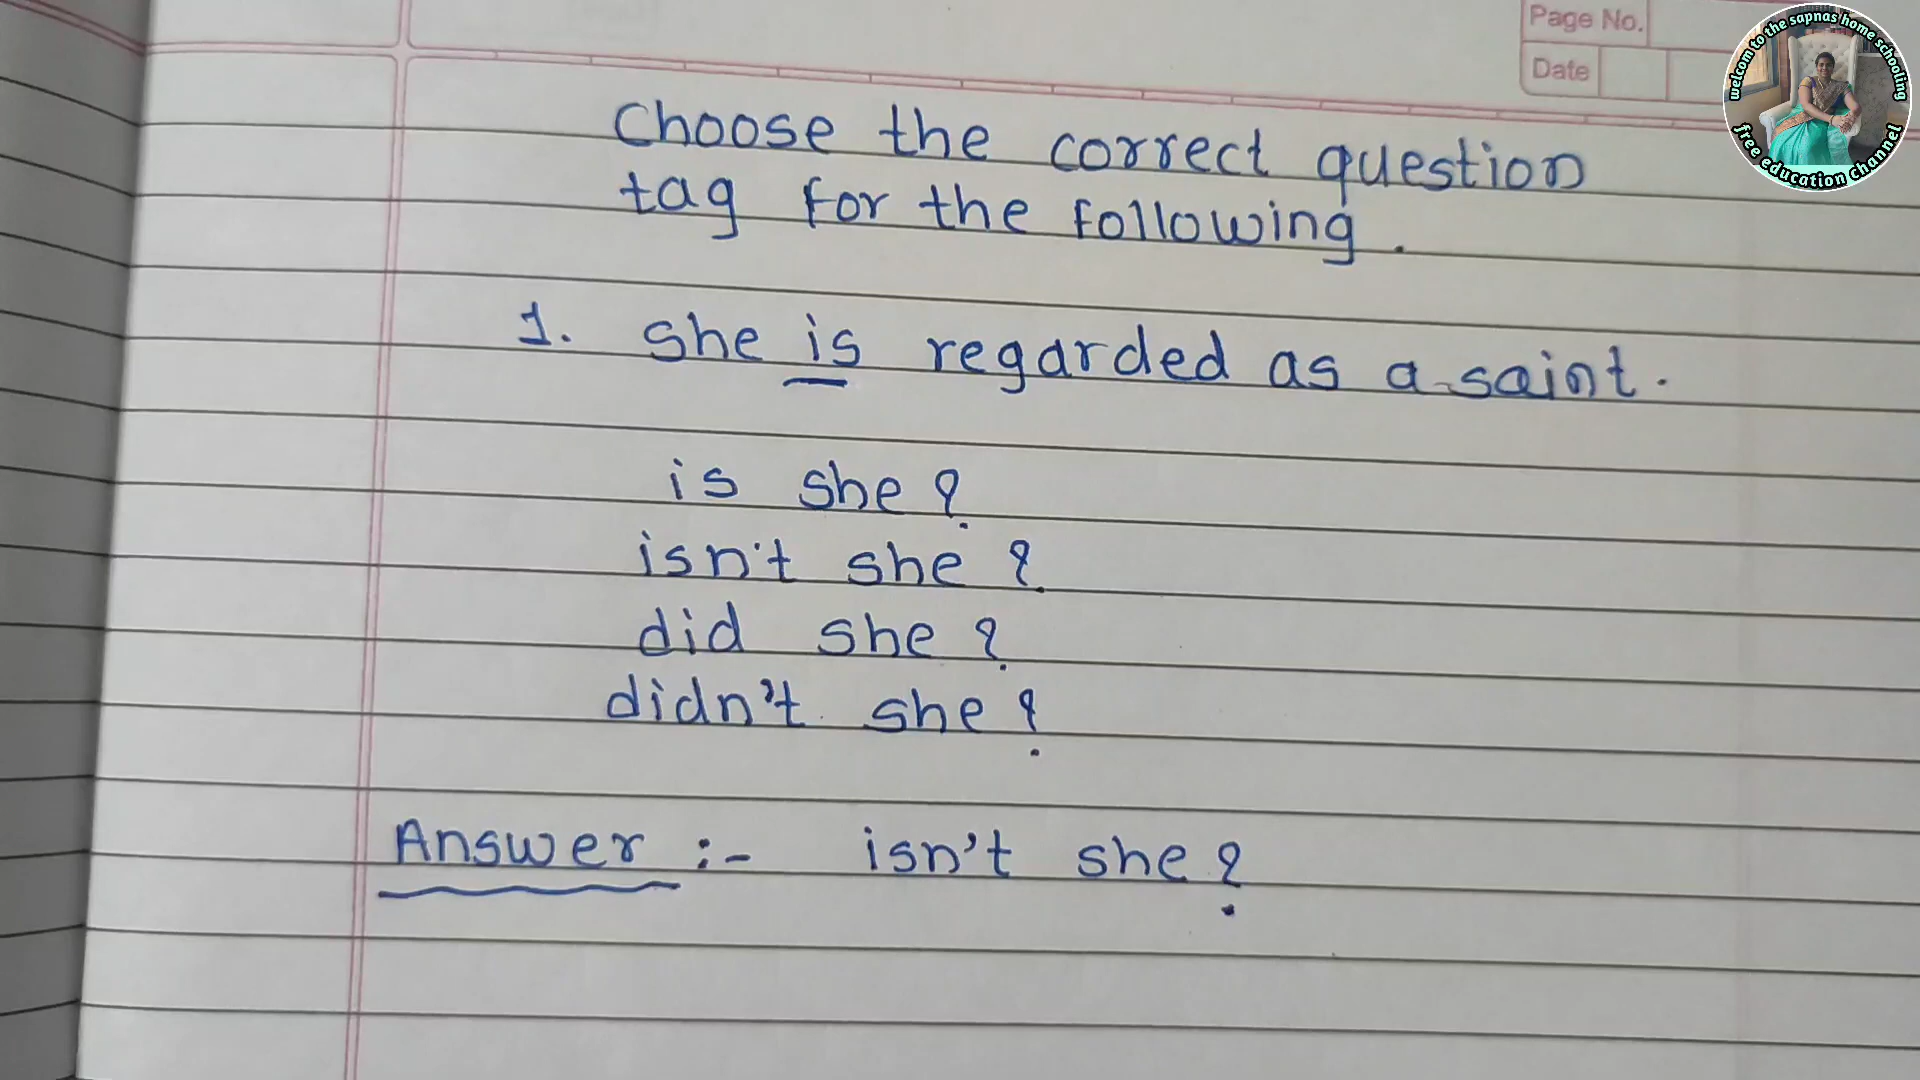 Page No.
Date
welcom to the sapnas home schooling
free education channel
Choose the correct question
tag for the following.
1. She is regarded as a saint.
is she?
isn't she?
did she?
didn't she?
Answer :- isn't she?